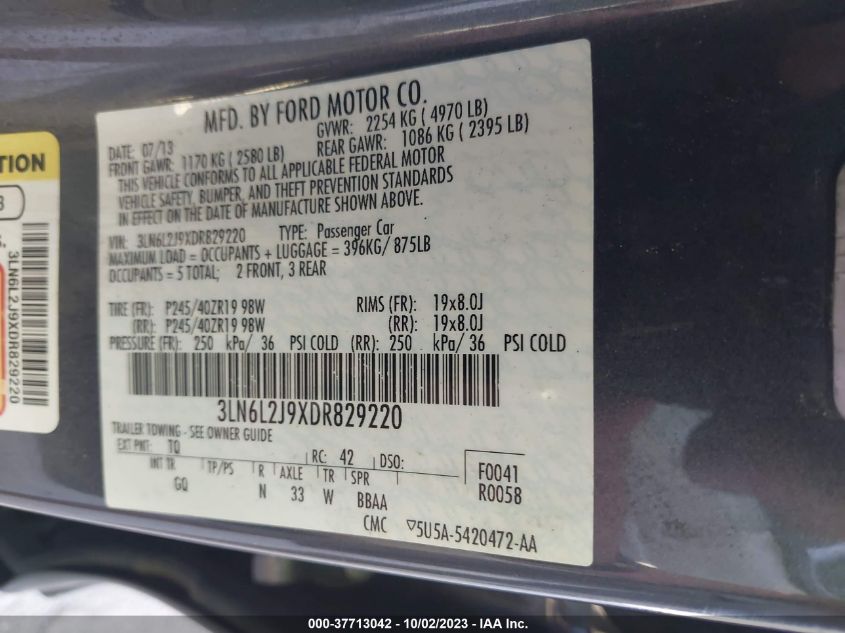 MFD. BY FORD MOTOR CO.
DATE: 07/13 GVWR: 2254 KG ( 4970 LB)
FRONT GAWR: 1170 KG ( 2580 LB) REAR GAWR: 1086 KG ( 2395 LB)
THIS VEHICLE CONFORMS TO ALL APPLICABLE FEDERAL MOTOR
VEHICLE SAFETY, BUMPER, AND THEFT PREVENTION STANDARDS
IN EFFECT ON THE DATE OF MANUFACTURE SHOWN ABOVE.
VIN: 3LN6L2J9XDR829220 TYPE: Passenger Car
MAXIMUM LOAD = OCCUPANTS + LUGGAGE = 396KG/ 875LB
OCCUPANTS = 5 TOTAL; 2 FRONT, 3 REAR
TIRE (FR): P245/40ZR19 98W RIMS (FR): 19x8.0J
(RR): P245/40ZR19 98W (RR): 19x8.0J
PRESSURE (FR): 250 kPa/ 36 PSI COLD (RR): 250 kPa/ 36 PSI COLD
3LN6L2J9XDR829220
TRAILER TOWING - SEE OWNER GUIDE
EXT PNT: TQ RC: 42 DSO:
INT TR TP/PS R AXLE TR SPR F0041
GQ N 33 W BBAA R0058
CMC 5U5A-5420472-AA
TION
3
3LN6L2J9XDR829220
000-37713042 - 10/02/2023 - IAAI Inc.